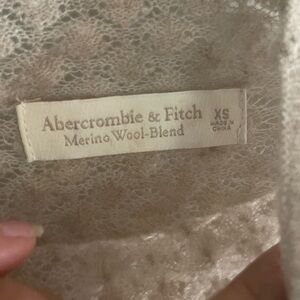 Abercrombie & Fitch
Merino Wool-Blend
XS
MADE IN
CHINA